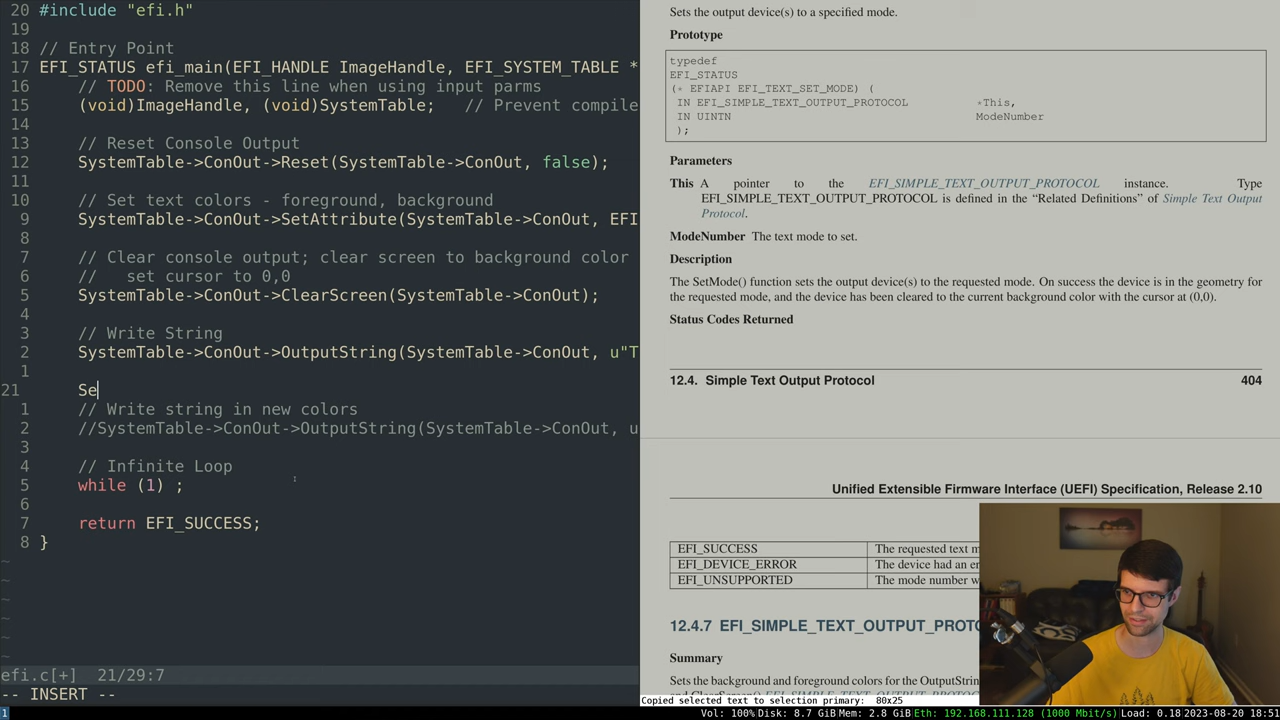 20 #include "efi.h"
19
18 // Entry Point
17 EFI_STATUS efi_main(EFI_HANDLE ImageHandle, EFI_SYSTEM_TABLE *
16 // TODO: Remove this line when using input parms
15 (void)ImageHandle, (void)SystemTable; // Prevent compile
14
13 // Reset Console Output
12 SystemTable->ConOut->Reset(SystemTable->ConOut, false);
11
10 // Set text colors - foreground, background
9 SystemTable->ConOut->SetAttribute(SystemTable->ConOut, EFI
8
7 // Clear console output; clear screen to background color
6 // set cursor to 0,0
5 SystemTable->ConOut->ClearScreen(SystemTable->ConOut);
4
3 // Write String
2 SystemTable->ConOut->OutputString(SystemTable->ConOut, u"T
1
21 Se
1 // Write string in new colors
2 //SystemTable->ConOut->OutputString(SystemTable->ConOut, u
3
4 // Infinite Loop
5 while (1) ;
6
7 return EFI_SUCCESS;
8 }
~
~
~
~
~
efi.c[+] 21/29:7
-- INSERT --
Sets the output device(s) to a specified mode.
Prototype
typedef
EFI_STATUS
(* EFIAPI EFI_TEXT_SET_MODE) (
IN EFI_SIMPLE_TEXT_OUTPUT_PROTOCOL *This,
IN UINTN ModeNumber
);
Parameters
This A pointer to the EFI_SIMPLE_TEXT_OUTPUT_PROTOCOL instance. Type
EFI_SIMPLE_TEXT_OUTPUT_PROTOCOL is defined in the “Related Definitions” of Simple Text Output
Protocol.
ModeNumber The text mode to set.
Description
The SetMode() function sets the output device(s) to the requested mode. On success the device is in the geometry for
the requested mode, and the device has been cleared to the current background color with the cursor at (0,0).
Status Codes Returned
12.4. Simple Text Output Protocol 404
Unified Extensible Firmware Interface (UEFI) Specification, Release 2.10
EFI_SUCCESS The requested text m
EFI_DEVICE_ERROR The device had an er
EFI_UNSUPPORTED The mode number w
12.4.7 EFI_SIMPLE_TEXT_OUTPUT_PROTO
Summary
Sets the background and foreground colors for the OutputStrin
Copied selected text to selection primary: 80x25
1 Vol: 100% Disk: 8.7 GiB Mem: 2.8 GiB Eth: 192.168.111.128 (1000 Mbit/s) Load: 0.18 2023-08-20 18:51